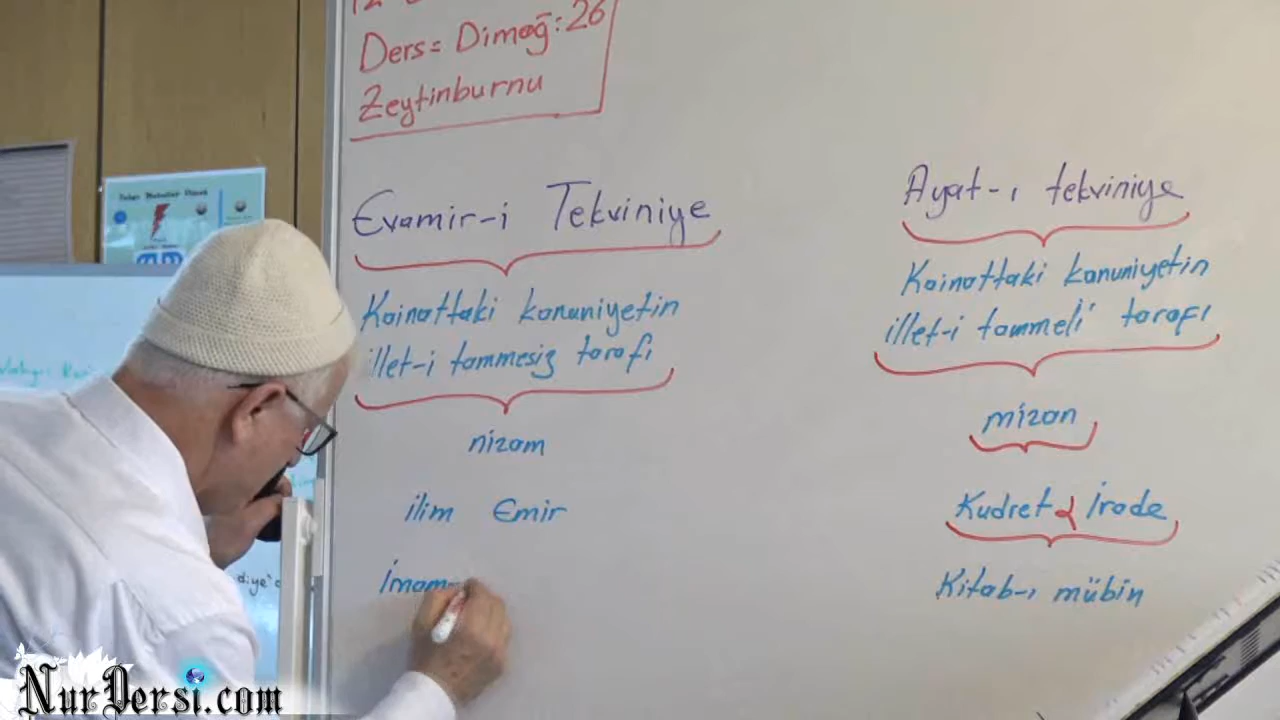 Ders= Dimağ: 26
Zeytinburnu
Evamir-i Tekviniye
Kainattaki kanuniyetin
illet-i tammesiz tarafı
nizam
ilim Emir
İmam
Ayat-ı tekviniye
Kainattaki kanuniyetin
illet-i tammeli tarafı
mizan
Kudret İrade
Kitab-ı mübin
NurDersi.com